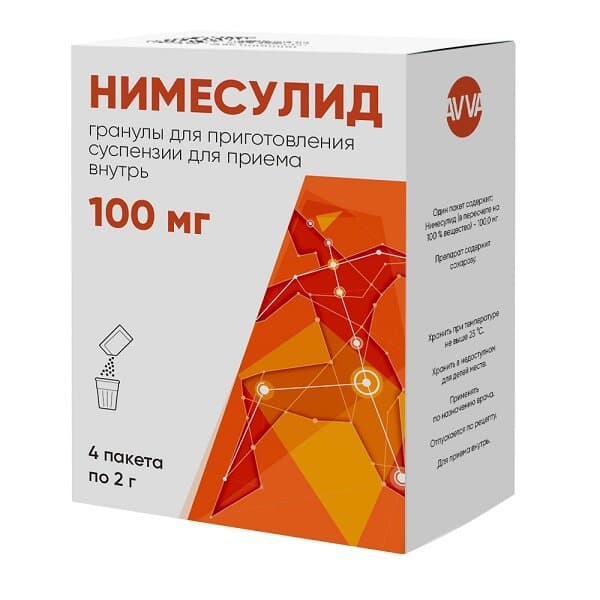 НИМЕСУЛИД
гранулы для приготовления
суспензии для приема
внутрь
100 мг
4 пакета
по 2 г
AVVA
Один пакет содержит:
Нимесулид (в пересчете на
100 % вещество) - 100,0 мг
Препарат содержит
сахарозу.
Хранить при температуре
не выше 25 °C.
Хранить в недоступном
для детей месте.
Применять
по назначению врача.
Отпускается по рецепту.
Для приема внутрь.